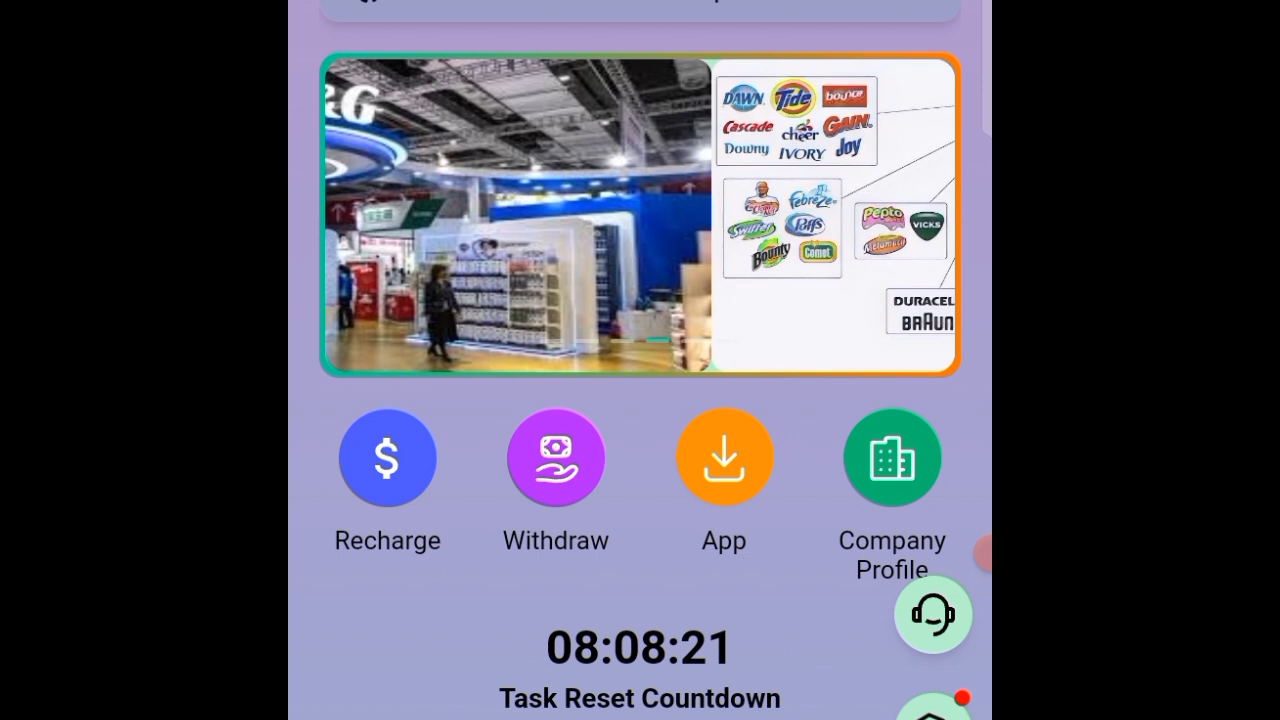 &G
DAWN Tide bounce
Cascade cheer GAIN
Downy IVORY Joy
Febreze
Swiffer Puffs
Bounty Comet
Pepto
VICKS
Metamucil
DURACEL
BRAUN
Recharge
Withdraw
App
Company
Profile
08:08:21
Task Reset Countdown